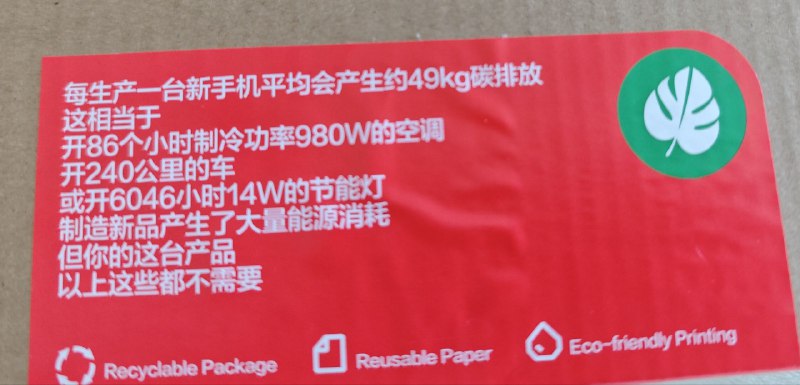 每生产一台新手机平均会产生约49kg碳排放
这相当于
开86个小时制冷功率980W的空调
开240公里的车
或开6046小时14W的节能灯
制造新品产生了大量能源消耗
但你的这台产品
以上这些都不需要
Recyclable Package
Reusable Paper
Eco-friendly Printing